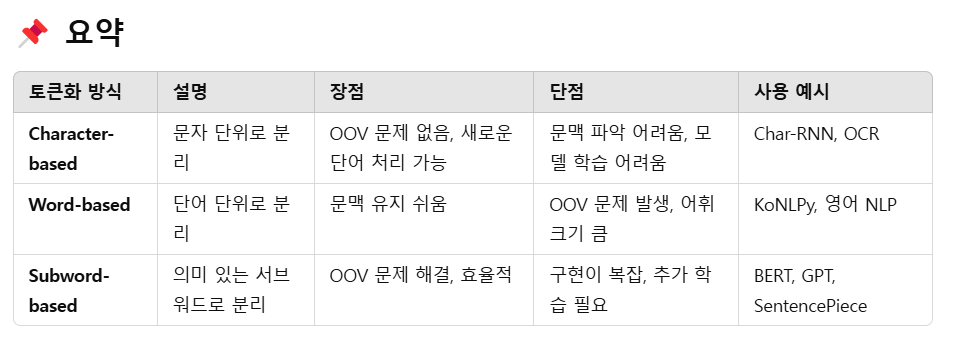 📌 요약
토큰화 방식 설명 장점 단점 사용 예시
Character- 문자 단위로 분 OOV 문제 없음, 새로운 문맥 파악 어려움, 모 Char-RNN, OCR
based 리 단어 처리 가능 델 학습 어려움
Word-based 단어 단위로 분 문맥 유지 쉬움 OOV 문제 발생, 어휘 KoNLPy, 영어 NLP
리 크기 큼
Subword- 의미 있는 서브 OOV 문제 해결, 효율적 구현이 복잡, 추가 학 BERT, GPT,
based 워드로 분리 습 필요 SentencePiece